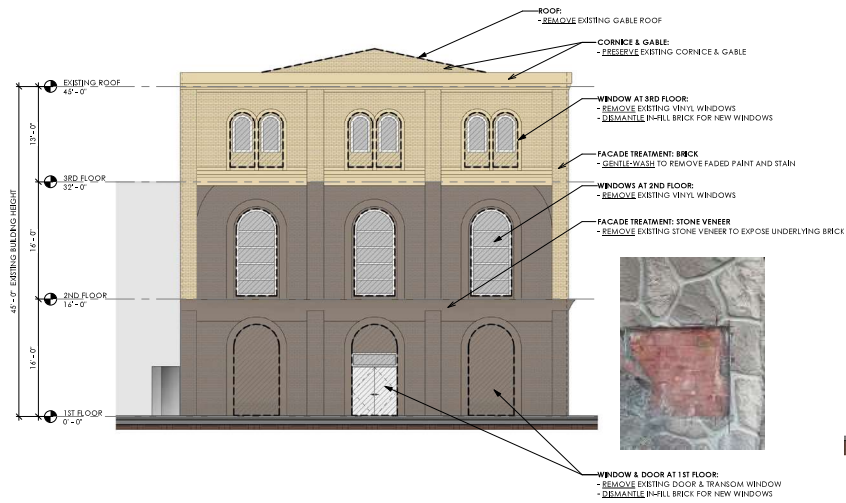 ROOF:
- REMOVE EXISTING GABLE ROOF
CORNICE & GABLE:
- PRESERVE EXISTING CORNICE & GABLE
EXISTING ROOF
45'-0"
WINDOW AT 3RD FLOOR:
- REMOVE EXISTING VINYL WINDOWS
- DISMANTLE IN-FILL BRICK FOR NEW WINDOWS
13'-0"
FACADE TREATMENT: BRICK
- GENTLE-WASH TO REMOVE FADED PAINT AND STAIN
3RD FLOOR
32'-0"
WINDOWS AT 2ND FLOOR:
- REMOVE EXISTING VINYL WINDOWS
FACADE TREATMENT: STONE VENEER
- REMOVE EXISTING STONE VENEER TO EXPOSE UNDERLYING BRICK
16'-0"
45'-0" EXISTING BUILDING HEIGHT
2ND FLOOR
16'-0"
16'-0"
1ST FLOOR
0'-0"
WINDOW & DOOR AT 1ST FLOOR:
- REMOVE EXISTING DOOR & TRANSOM WINDOW
- DISMANTLE IN-FILL BRICK FOR NEW WINDOWS